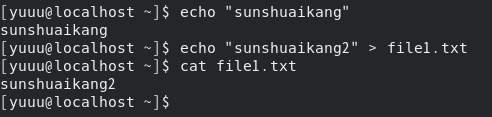 [yuuu@localhost ~]$ echo "sunshuaikang"
sunshuaikang
[yuuu@localhost ~]$ echo "sunshuaikang2" > file1.txt
[yuuu@localhost ~]$ cat file1.txt
sunshuaikang2
[yuuu@localhost ~]$